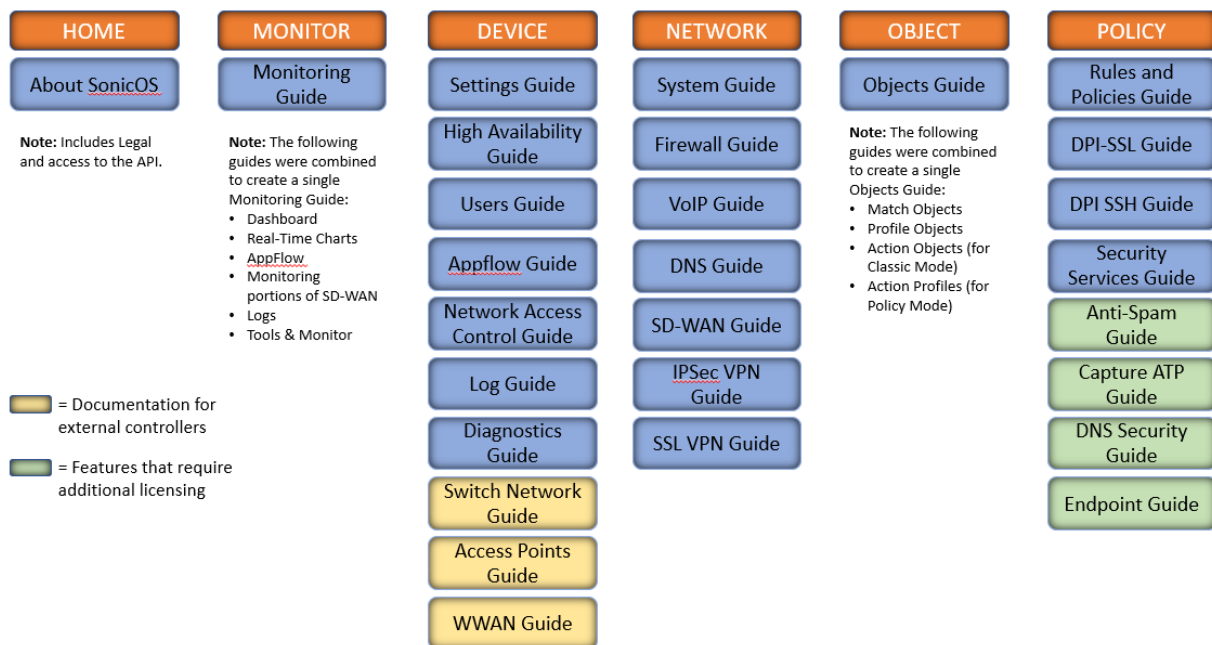 HOME
About SonicOS
Note: Includes Legal
and access to the API.
= Documentation for
external controllers
= Features that require
additional licensing
MONITOR
Monitoring
Guide
Note: The following
guides were combined
to create a single
Monitoring Guide:
• Dashboard
• Real-Time Charts
• AppFlow
• Monitoring
portions of SD-WAN
• Logs
• Tools & Monitor
DEVICE
Settings Guide
High Availability
Guide
Users Guide
Appflow Guide
Network Access
Control Guide
Log Guide
Diagnostics
Guide
Switch Network
Guide
Access Points
Guide
WWAN Guide
NETWORK
System Guide
Firewall Guide
VoIP Guide
DNS Guide
SD-WAN Guide
IPSec VPN
Guide
SSL VPN Guide
OBJECT
Objects Guide
Note: The following
guides were combined
to create a single
Objects Guide:
• Match Objects
• Profile Objects
• Action Objects (for
Classic Mode)
• Action Profiles (for
Policy Mode)
POLICY
Rules and
Policies Guide
DPI-SSL Guide
DPI SSH Guide
Security
Services Guide
Anti-Spam
Guide
Capture ATP
Guide
DNS Security
Guide
Endpoint Guide